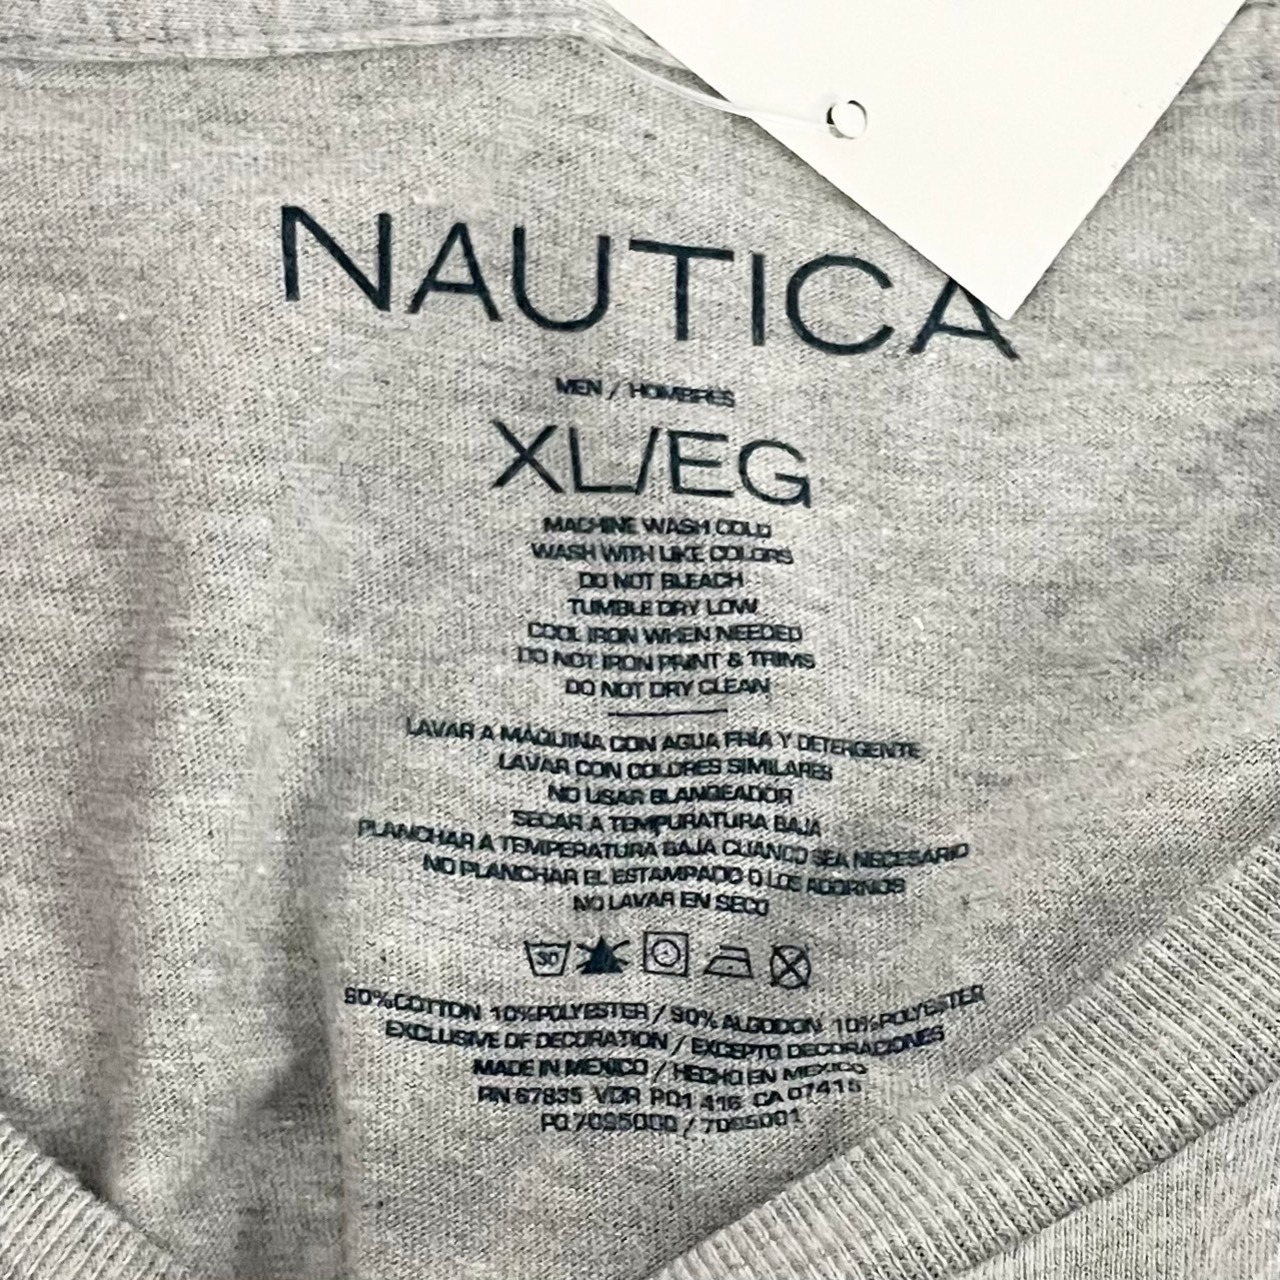 NAUTICA
MEN / HOMBRES
XL/EG
MACHINE WASH COLD
WASH WITH LIKE COLORS
DO NOT BLEACH
TUMBLE DRY LOW
COOL IRON WHEN NEEDED
DO NOT IRON PRINT & TRIMS
DO NOT DRY CLEAN
LAVAR A MÁQUINA CON AGUA FRÍA Y DETERGENTE
LAVAR CON COLORES SIMILARES
NO USAR BLANQEADOR
SECAR A TEMPURATURA BAJA
PLANCHAR A TEMPERATURA BAJA CUANDO SEA NECESARIO
NO PLANCHAR EL ESTAMPADO O LOS ADORNOS
NO LAVAR EN SECO
30
90% COTTON 10% POLYESTER / 90% ALGODON 10% POLYESTER
EXCLUSIVE OF DECORATION / EXCEPTO DECORACIONES
MADE IN MEXICO / HECHO EN MEXICO
RN 67835 VDR P01 416 CA 07415
PO 7095000 / 7095001